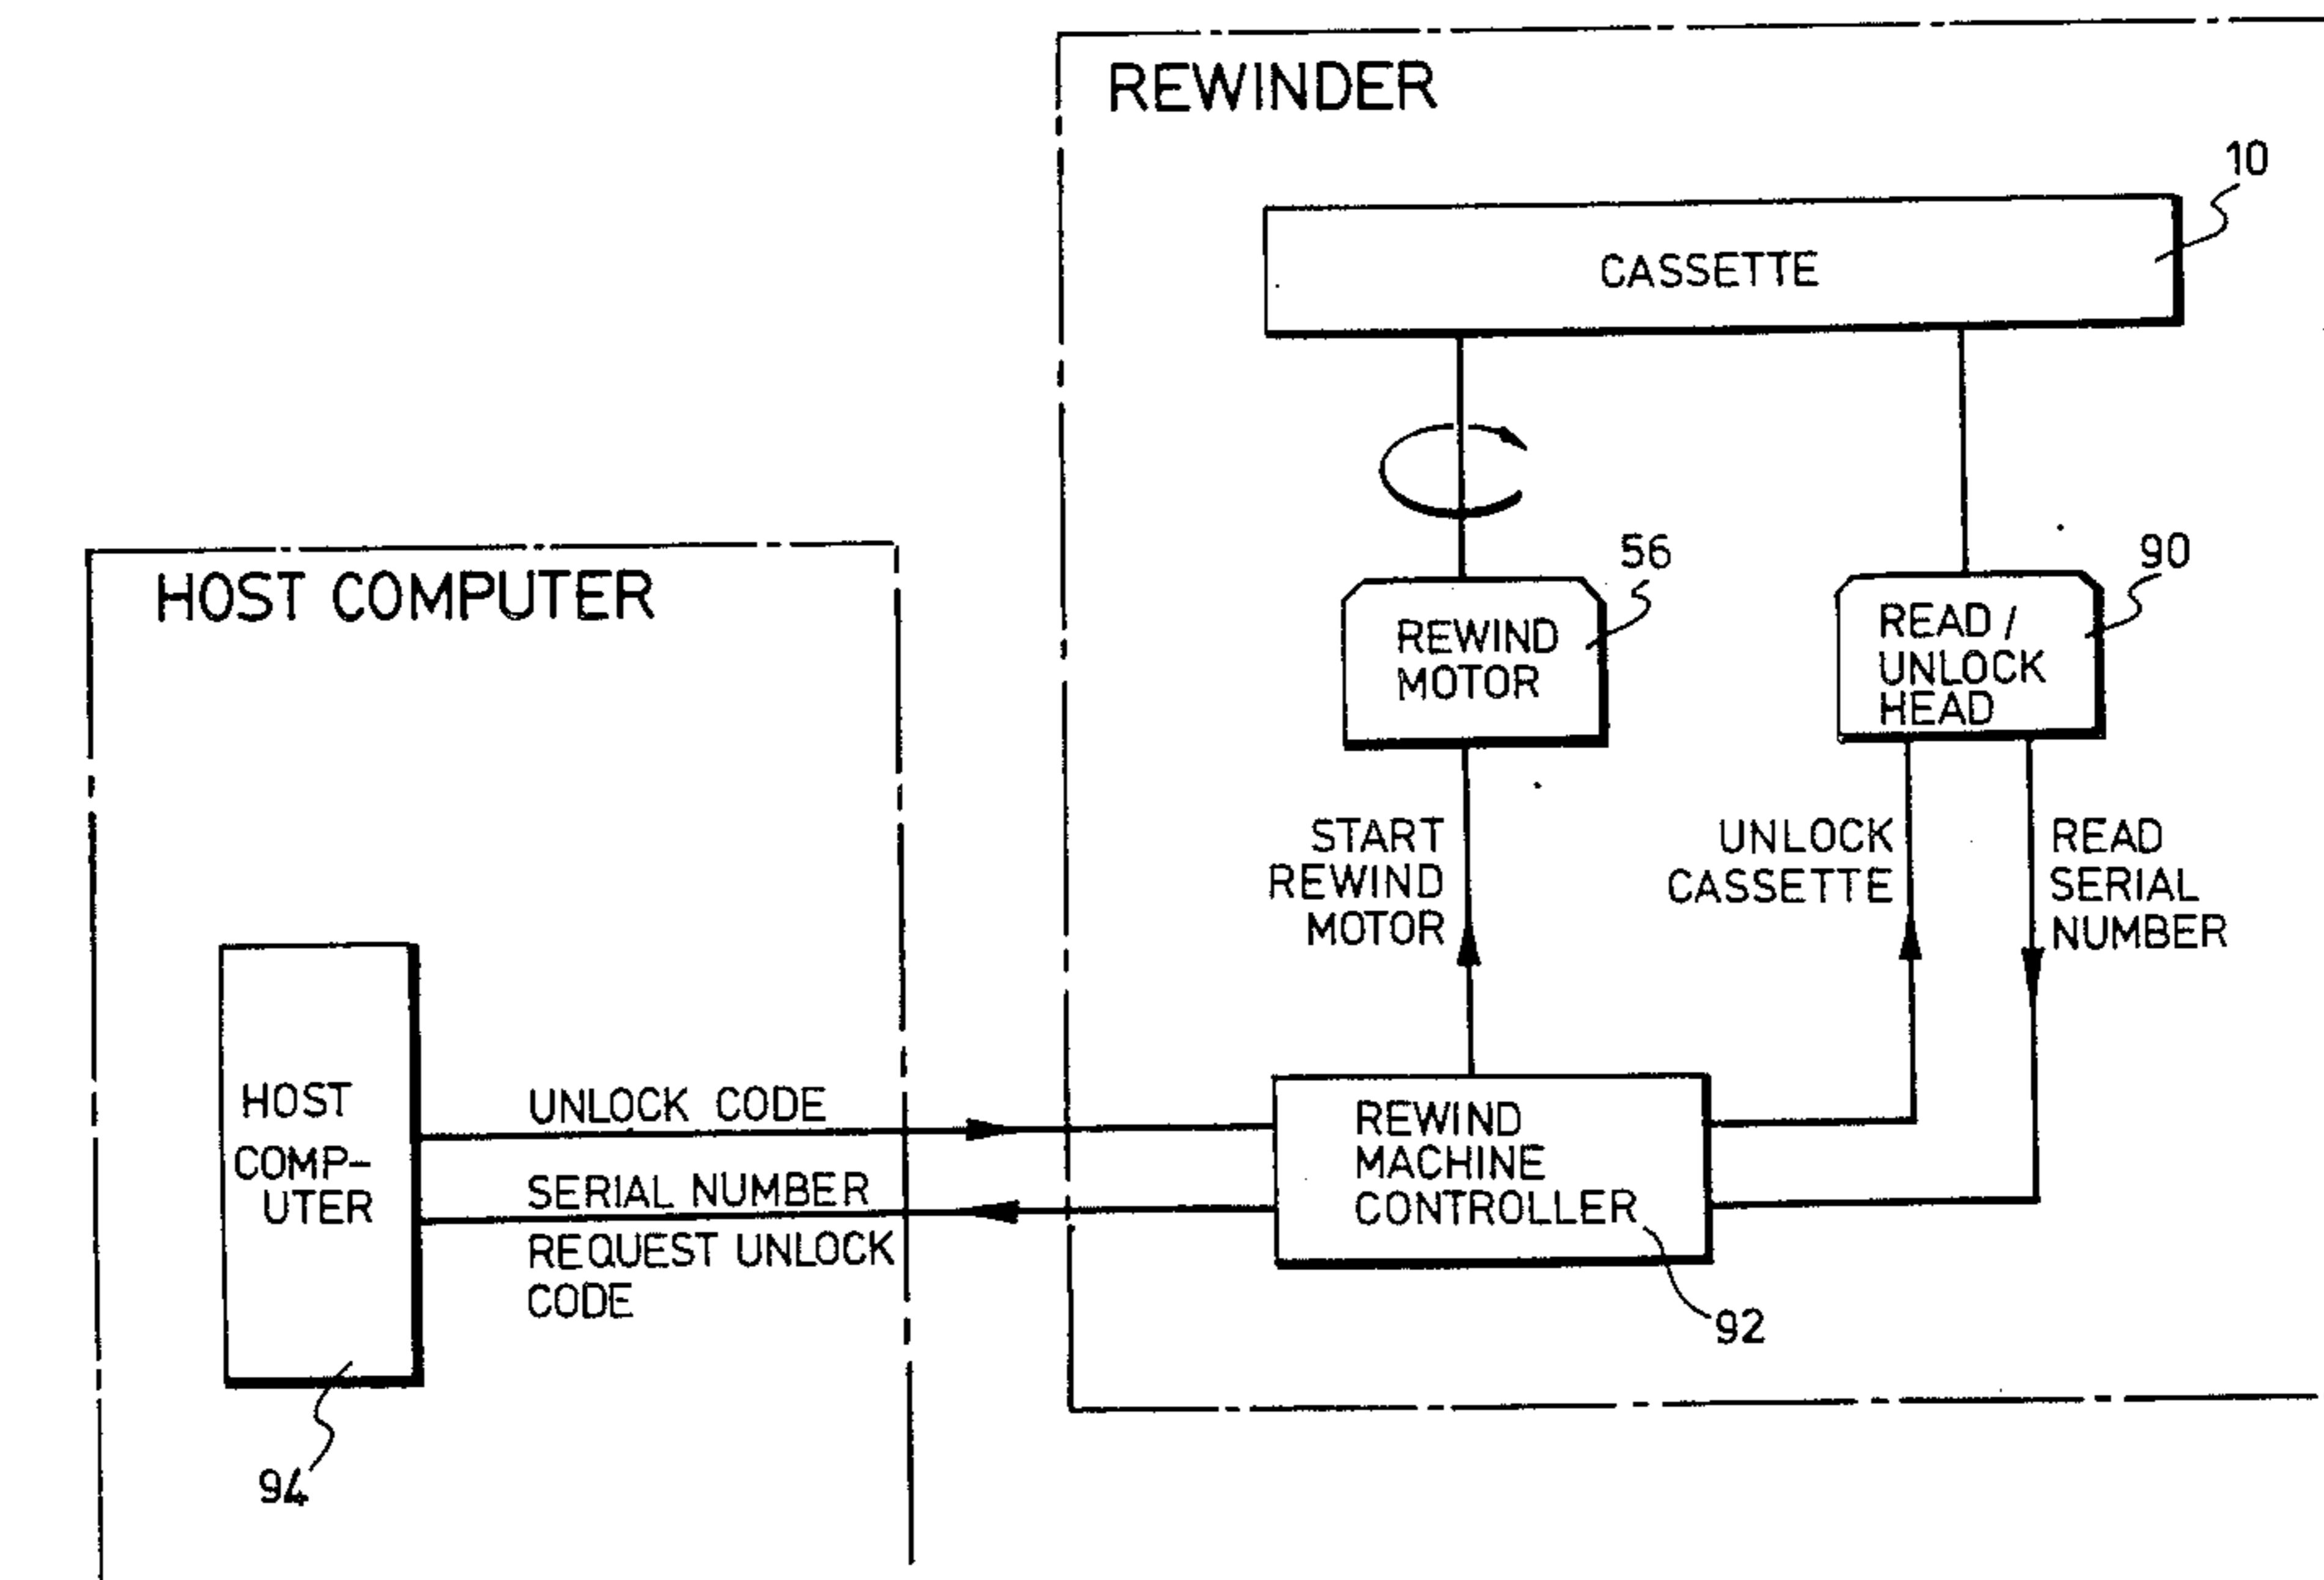 REWINDER
10
CASSETTE
56
90
REWIND
MOTOR
READ /
UNLOCK
HEAD
START
REWIND
MOTOR
UNLOCK
CASSETTE
READ
SERIAL
NUMBER
HOST COMPUTER
HOST
COMP-
UTER
94
UNLOCK CODE
SERIAL NUMBER
REQUEST UNLOCK
CODE
REWIND
MACHINE
CONTROLLER
92